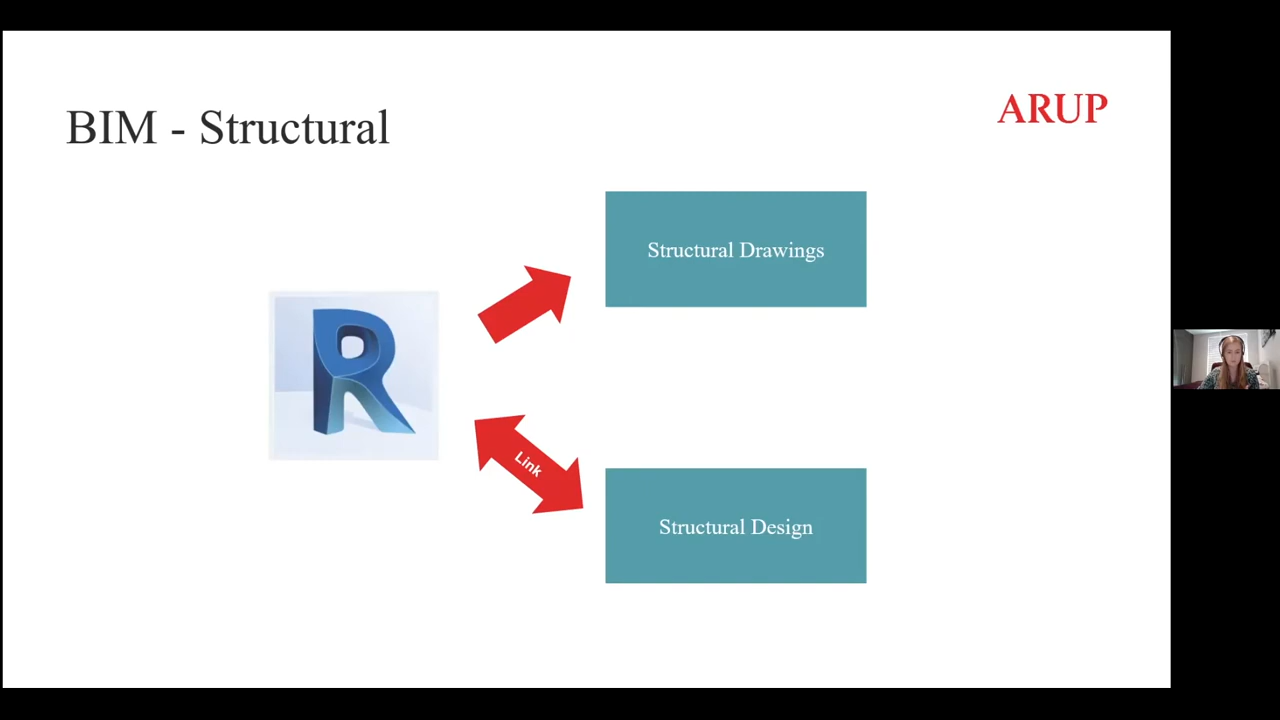 BIM - Structural
ARUP
Structural Drawings
R
Link
Structural Design